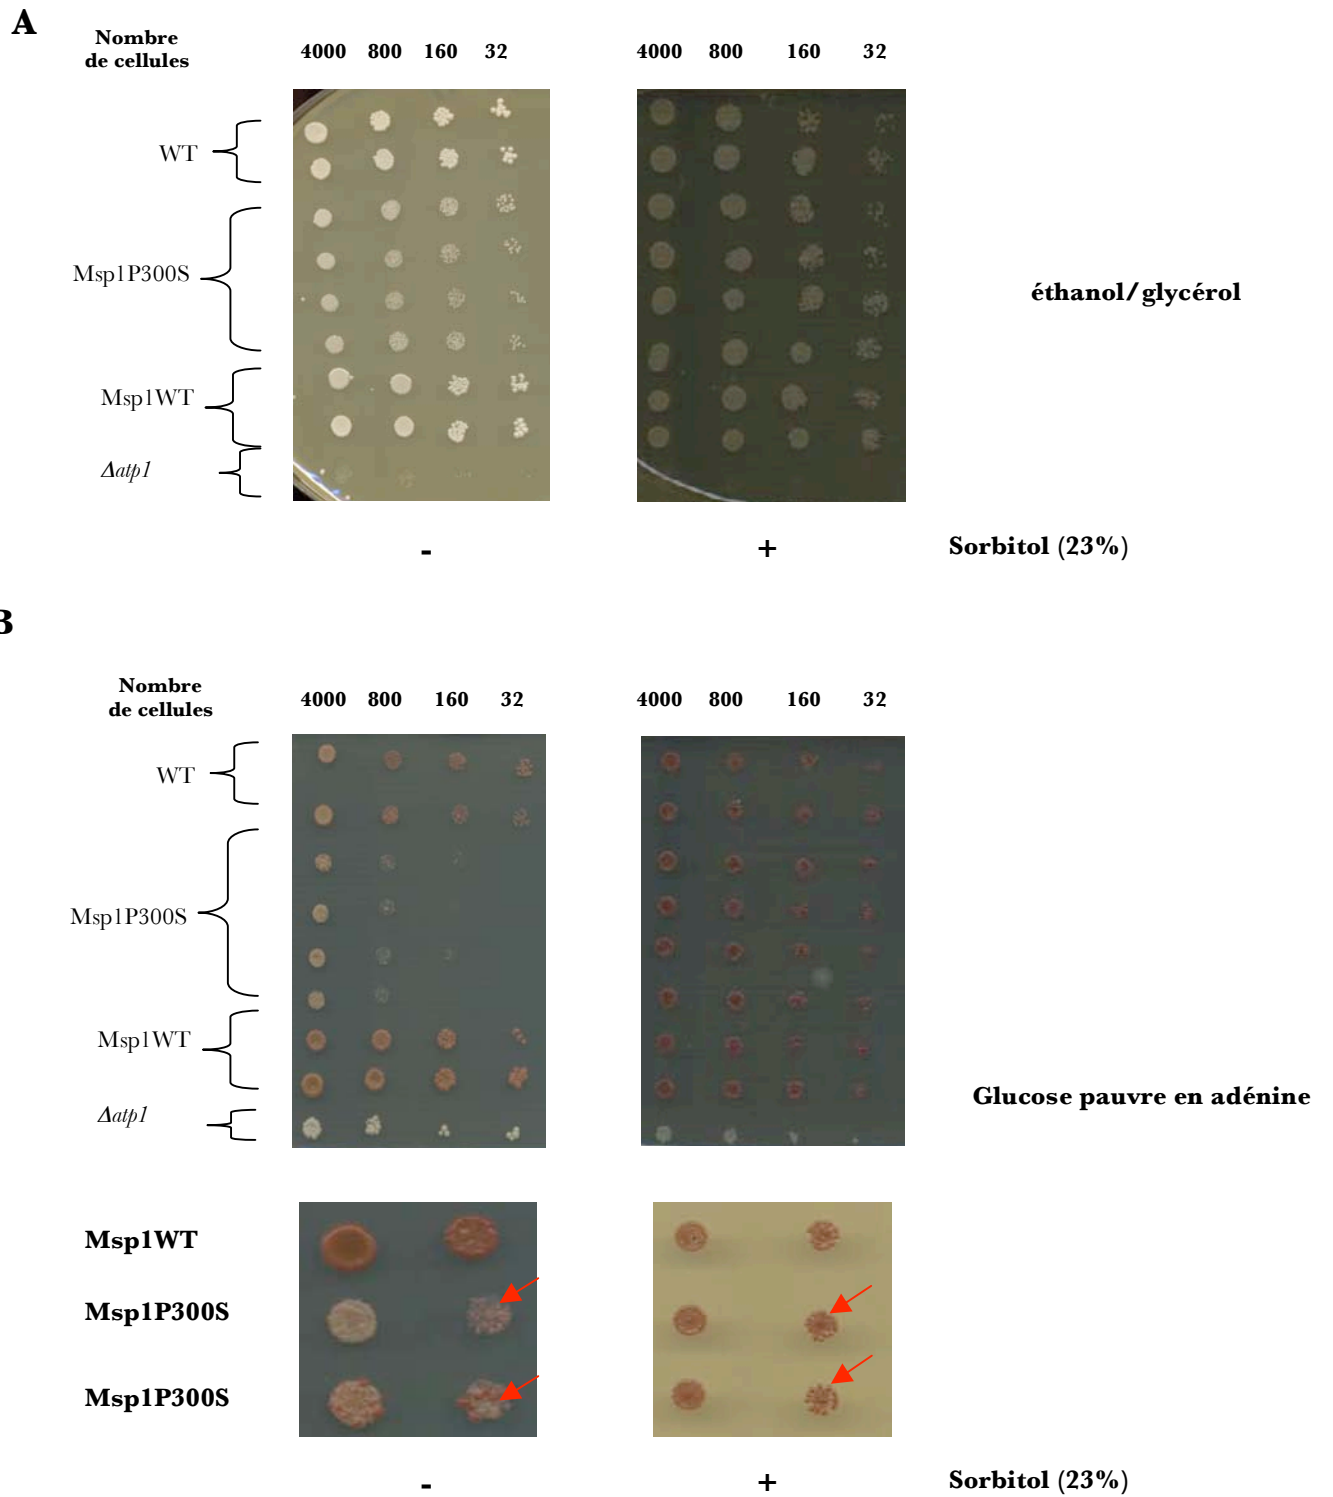 A
Nombre
de cellules
4000 800 160 32
4000 800 160 32
WT
Msp1P300S
Msp1WT
Δatp1
éthanol/glycérol
-
+
Sorbitol (23%)
B
Nombre
de cellules
4000 800 160 32
4000 800 160 32
WT
Msp1P300S
Msp1WT
Δatp1
Glucose pauvre en adénine
Msp1WT
Msp1P300S
Msp1P300S
-
+
Sorbitol (23%)